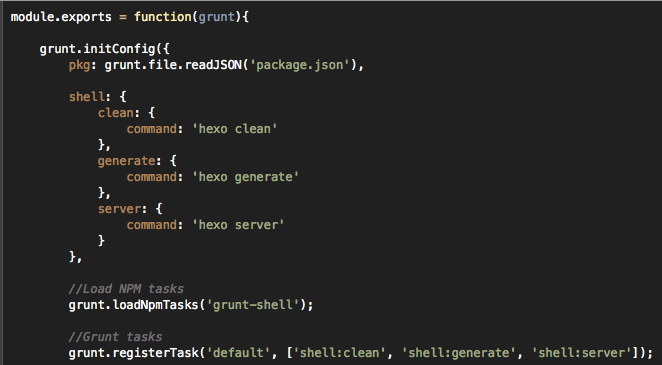 module.exports = function(grunt){

    grunt.initConfig({
        pkg: grunt.file.readJSON('package.json'),

        shell: {
            clean: {
                command: 'hexo clean'
            },
            generate: {
                command: 'hexo generate'
            },
            server: {
                command: 'hexo server'
            }
        },

        //Load NPM tasks
        grunt.loadNpmTasks('grunt-shell');

        //Grunt tasks
        grunt.registerTask('default', ['shell:clean', 'shell:generate', 'shell:server']);